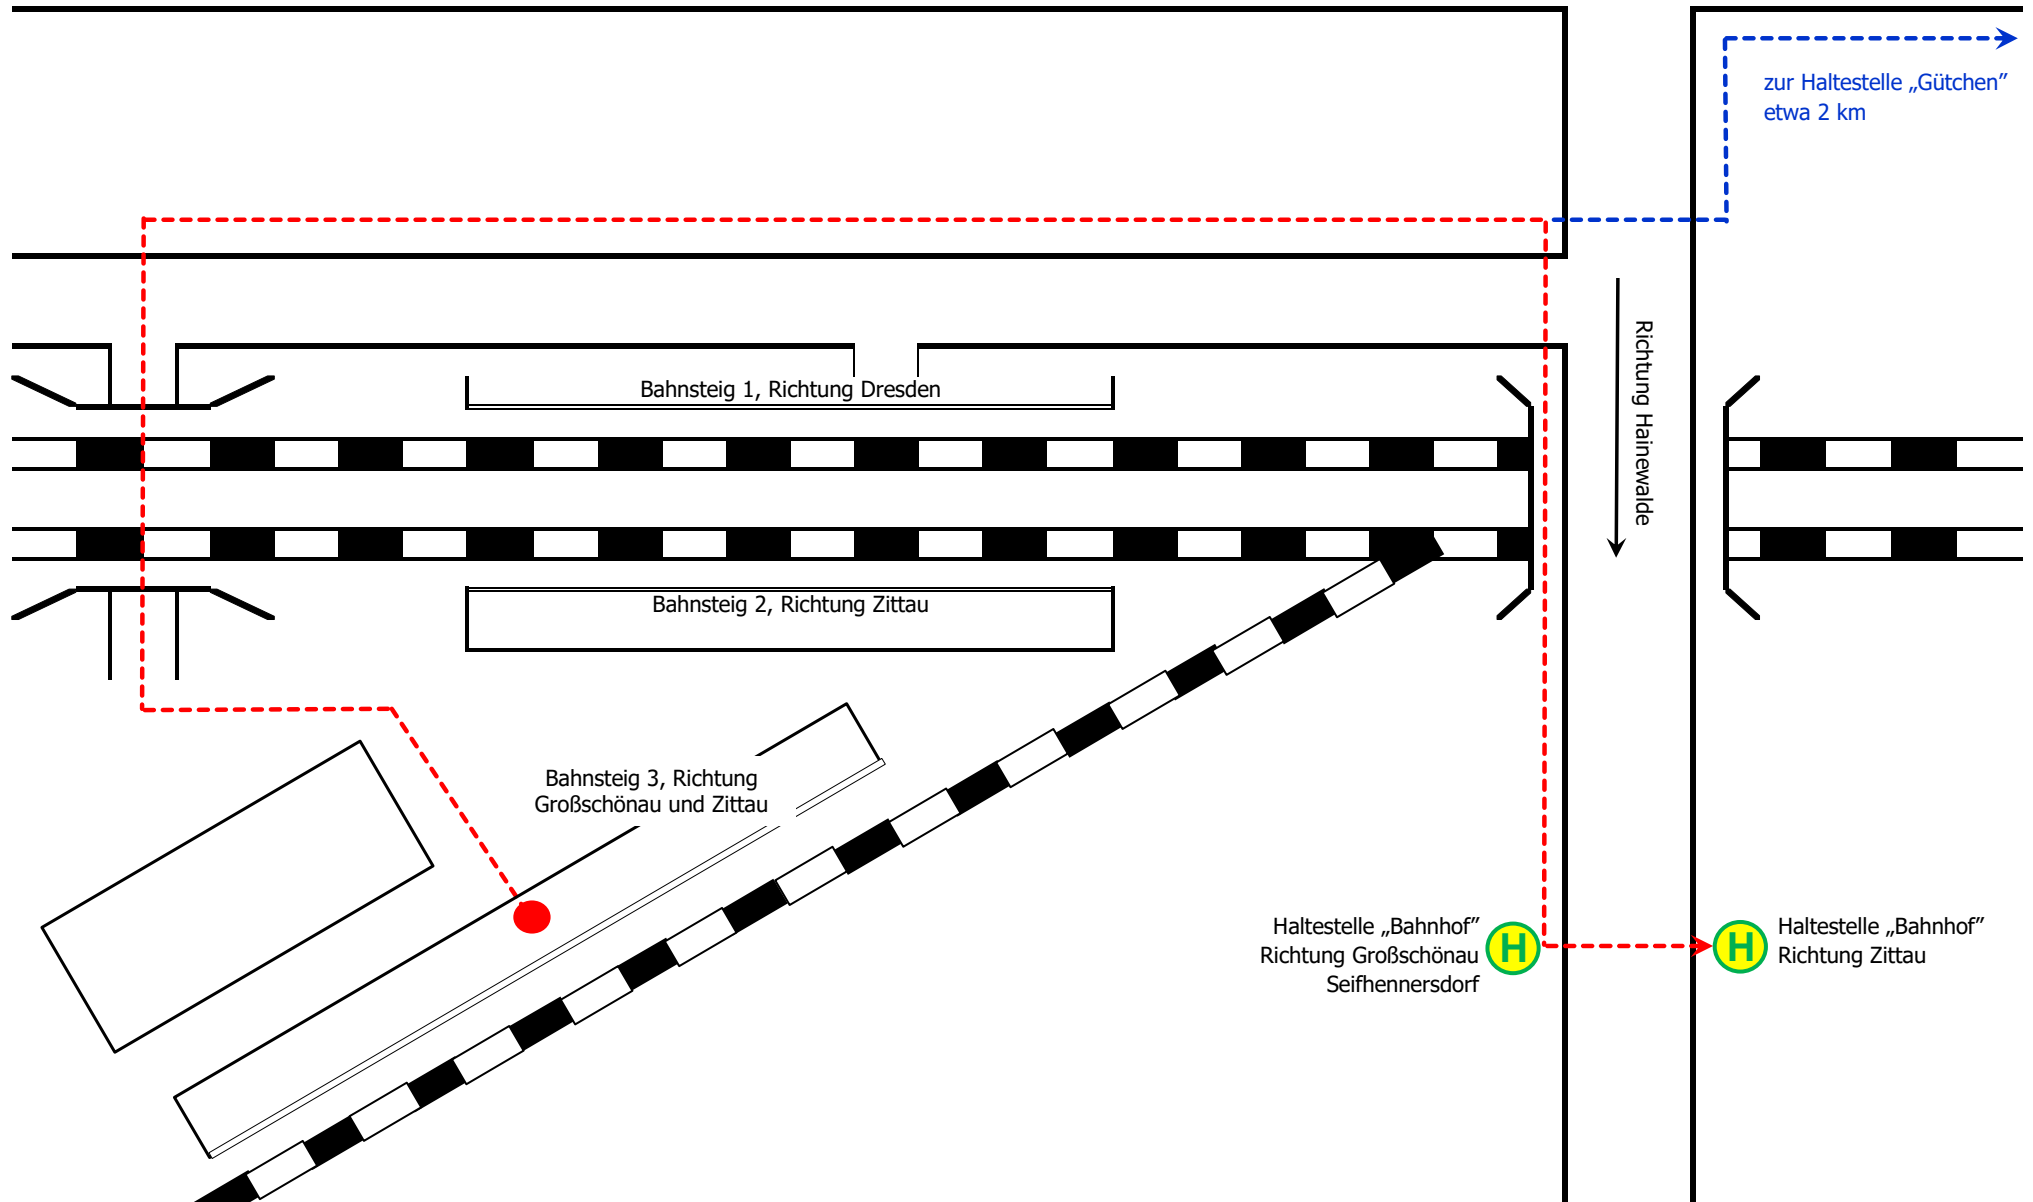 zur Haltestelle „Gütchen”
etwa 2 km
Richtung Hainewalde
Bahnsteig 1, Richtung Dresden
Bahnsteig 2, Richtung Zittau
Bahnsteig 3, Richtung
Großschönau und Zittau
Haltestelle „Bahnhof”
Richtung Großschönau
Seifhennersdorf
H
H
Haltestelle „Bahnhof”
Richtung Zittau